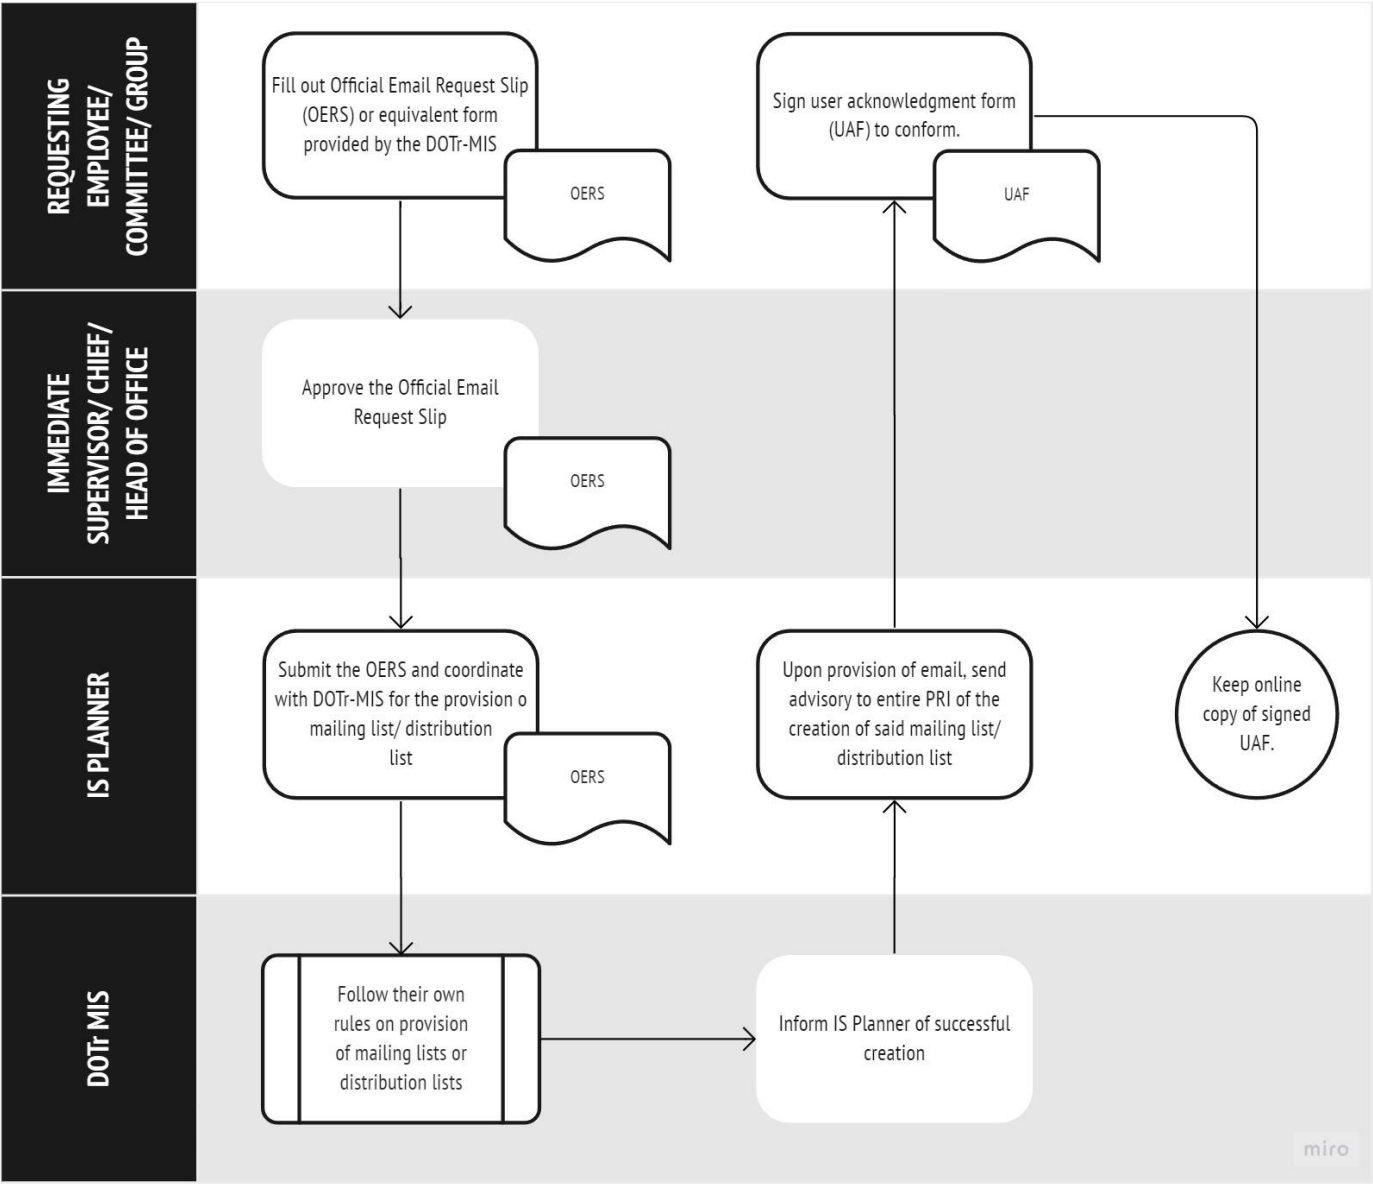 REQUESTING
EMPLOYEE/
COMMITTEE/ GROUP
Fill out Official Email Request Slip
(OERS) or equivalent form
provided by the DOTr-MIS
OERS
Sign user acknowledgment form
(UAF) to conform.
UAF
IMMEDIATE
SUPERVISOR/ CHIEF/
HEAD OF OFFICE
Approve the Official Email
Request Slip
OERS
IS PLANNER
Submit the OERS and coordinate
with DOTr-MIS for the provision o
mailing list/ distribution
list
OERS
Upon provision of email, send
advisory to entire PRI of the
creation of said mailing list/
distribution list
Keep online
copy of signed
UAF.
DOTr MIS
Follow their own
rules on provision
of mailing lists or
distribution lists
Inform IS Planner of successful
creation
miro